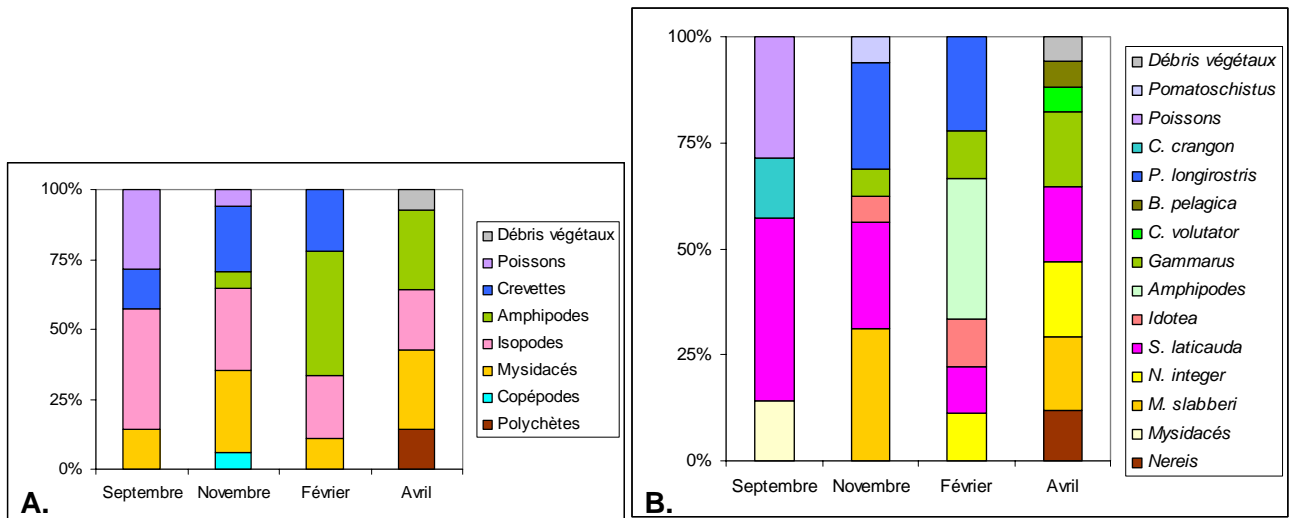 100%
75%
50%
25%
0%
Septembre Novembre Février Avril
A.
Débris végétaux
Poissons
Crevettes
Amphipodes
Isopodes
Mysidacés
Copépodes
Polychètes
100%
75%
50%
25%
0%
Septembre Novembre Février Avril
B.
Débris végétaux
Pomatoschistus
Poissons
C. crangon
P. longirostris
B. pelagica
C. volutator
Gammarus
Amphipodes
Idotea
S. laticauda
N. integer
M. slabberi
Mysidacés
Nereis